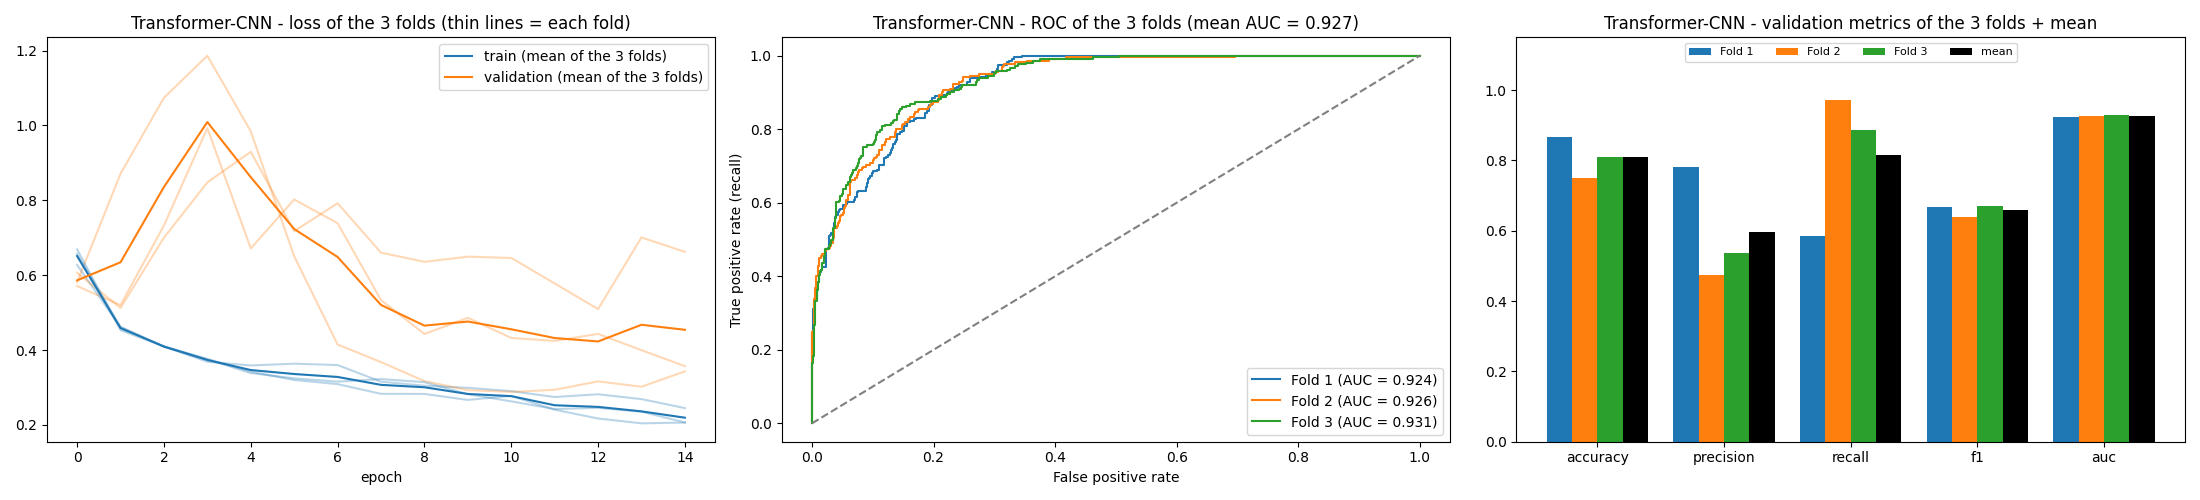 Transformer-CNN - loss of the 3 folds (thin lines = each fold)
train (mean of the 3 folds)
validation (mean of the 3 folds)
1.2
1.0
0.8
0.6
0.4
0.2
0 2 4 6 8 10 12 14
epoch
Transformer-CNN - ROC of the 3 folds (mean AUC = 0.927)
True positive rate (recall)
1.0
0.8
0.6
0.4
0.2
0.0
Fold 1 (AUC = 0.924)
Fold 2 (AUC = 0.926)
Fold 3 (AUC = 0.931)
0.0 0.2 0.4 0.6 0.8 1.0
False positive rate
Transformer-CNN - validation metrics of the 3 folds + mean
Fold 1 Fold 2 Fold 3 mean
1.0
0.8
0.6
0.4
0.2
0.0
accuracy precision recall f1 auc